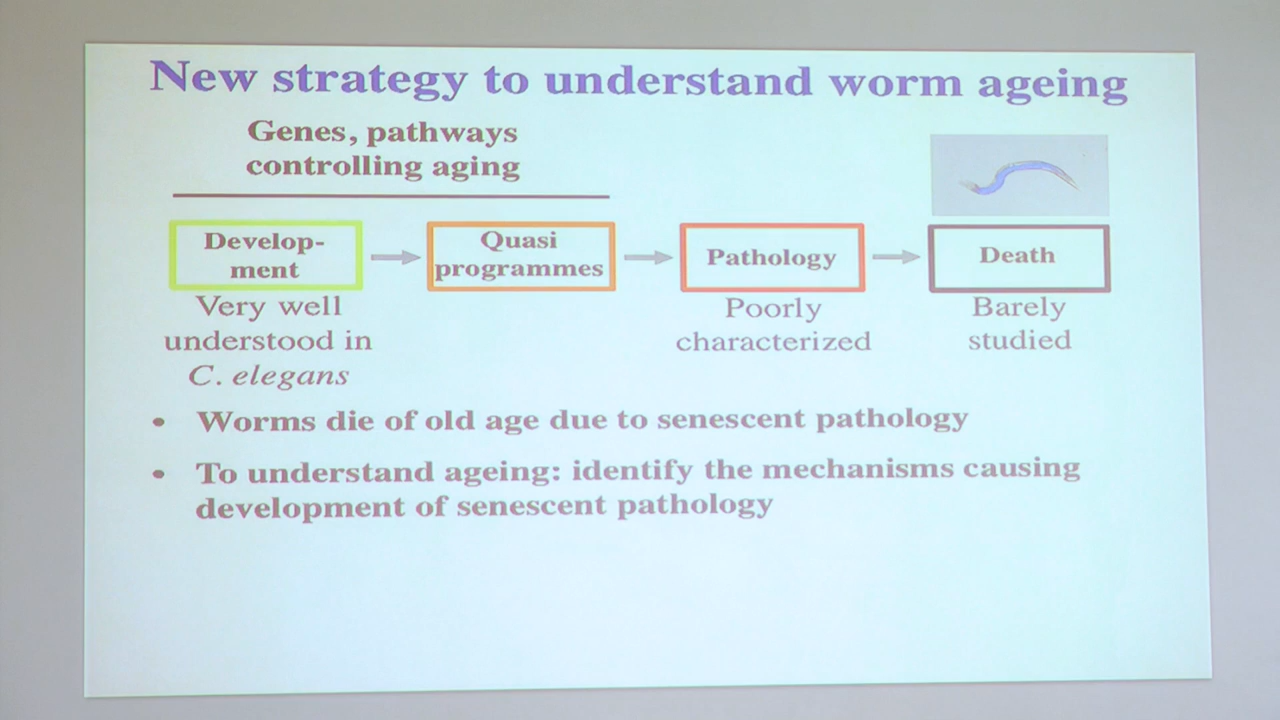 New strategy to understand worm ageing
Genes, pathways
controlling aging
Develop-
ment
Quasi
programmes
Pathology
Death
Very well
understood in
C. elegans
Poorly
characterized
Barely
studied
• Worms die of old age due to senescent pathology
• To understand ageing: identify the mechanisms causing
development of senescent pathology